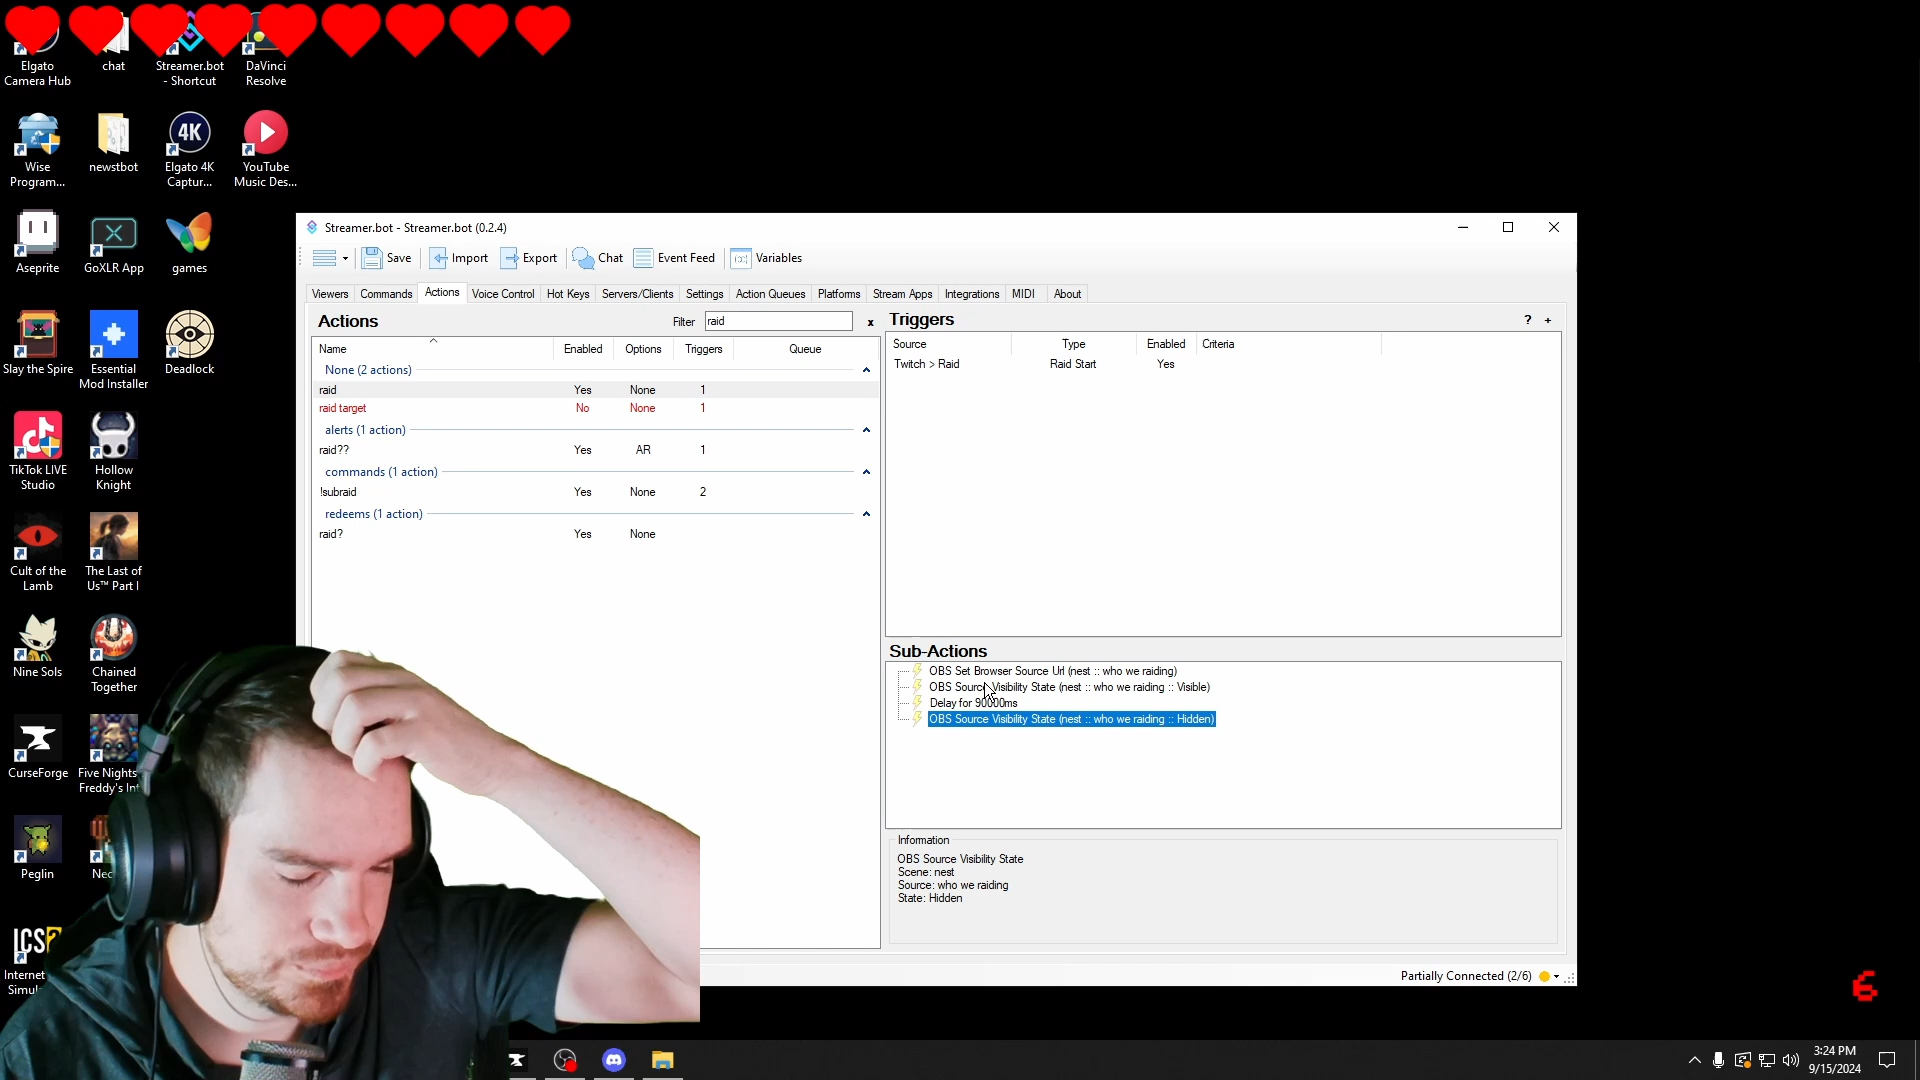 Elgato
Camera Hub
chat
Streamer.bot
- Shortcut
DaVinci
Resolve
Wise
Program...
newstbot
4K
Elgato 4K
Captur...
YouTube
Music Des...
Aseprite
GoXLR App
games
Slay the Spire
Essential
Mod Installer
Deadlock
TikTok LIVE
Studio
Hollow
Knight
Cult of the
Lamb
The Last of
Us™ Part I
Nine Sols
Chained
Together
CurseForge
Five Nights
Freddy's Int
Peglin
Internet
Streamer.bot - Streamer.bot (0.2.4)
Save
Import
Export
Chat
Event Feed
Variables
Viewers
Commands
Actions
Voice Control
Hot Keys
Servers/Clients
Settings
Action Queues
Platforms
Stream Apps
Integrations
MIDI
About
Actions
Filter raid x
Name Enabled Options Triggers Queue
None (2 actions)
raid Yes None 1
raid target No None 1
alerts (1 action)
raid?? Yes AR 1
commands (1 action)
!subraid Yes None 2
redeems (1 action)
raid? Yes None
Triggers ? +
Source Type Enabled Criteria
Twitch > Raid Raid Start Yes
Sub-Actions
OBS Set Browser Source Url (nest :: who we raiding)
OBS Source Visibility State (nest :: who we raiding :: Visible)
Delay for 90000ms
OBS Source Visibility State (nest :: who we raiding :: Hidden)
Information
OBS Source Visibility State
Scene: nest
Source: who we raiding
State: Hidden
Partially Connected (2/6)
6
3:24 PM
9/15/2024